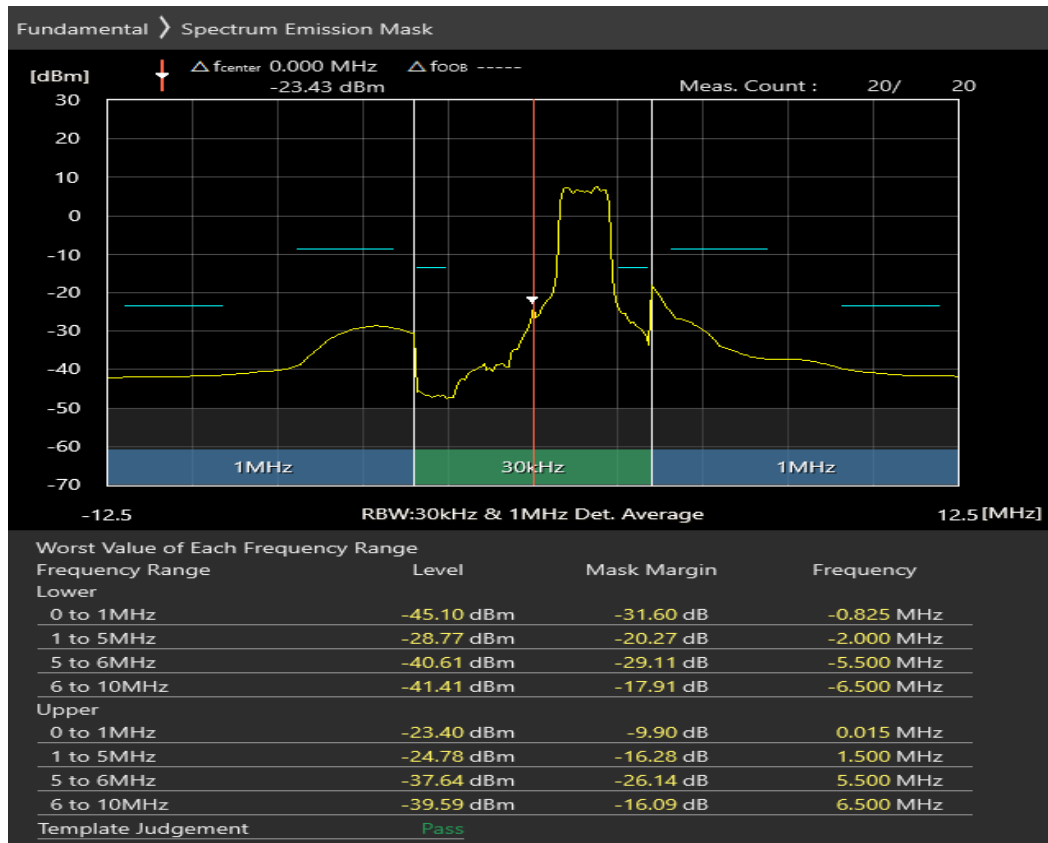 Fundamental ❯ Spectrum Emission Mask
[dBm] △ fcenter 0.000 MHz △ fOOB -----
-23.43 dBm Meas. Count : 20/ 20
30
20
10
0
-10
-20
-30
-40
-50
-60
-70
1MHz 30kHz 1MHz
-12.5 RBW:30kHz & 1MHz Det. Average 12.5 [MHz]
Worst Value of Each Frequency Range
Frequency Range Level Mask Margin Frequency
Lower
0 to 1MHz -45.10 dBm -31.60 dB -0.825 MHz
1 to 5MHz -28.77 dBm -20.27 dB -2.000 MHz
5 to 6MHz -40.61 dBm -29.11 dB -5.500 MHz
6 to 10MHz -41.41 dBm -17.91 dB -6.500 MHz
Upper
0 to 1MHz -23.40 dBm -9.90 dB 0.015 MHz
1 to 5MHz -24.78 dBm -16.28 dB 1.500 MHz
5 to 6MHz -37.64 dBm -26.14 dB 5.500 MHz
6 to 10MHz -39.59 dBm -16.09 dB 6.500 MHz
Template Judgement Pass